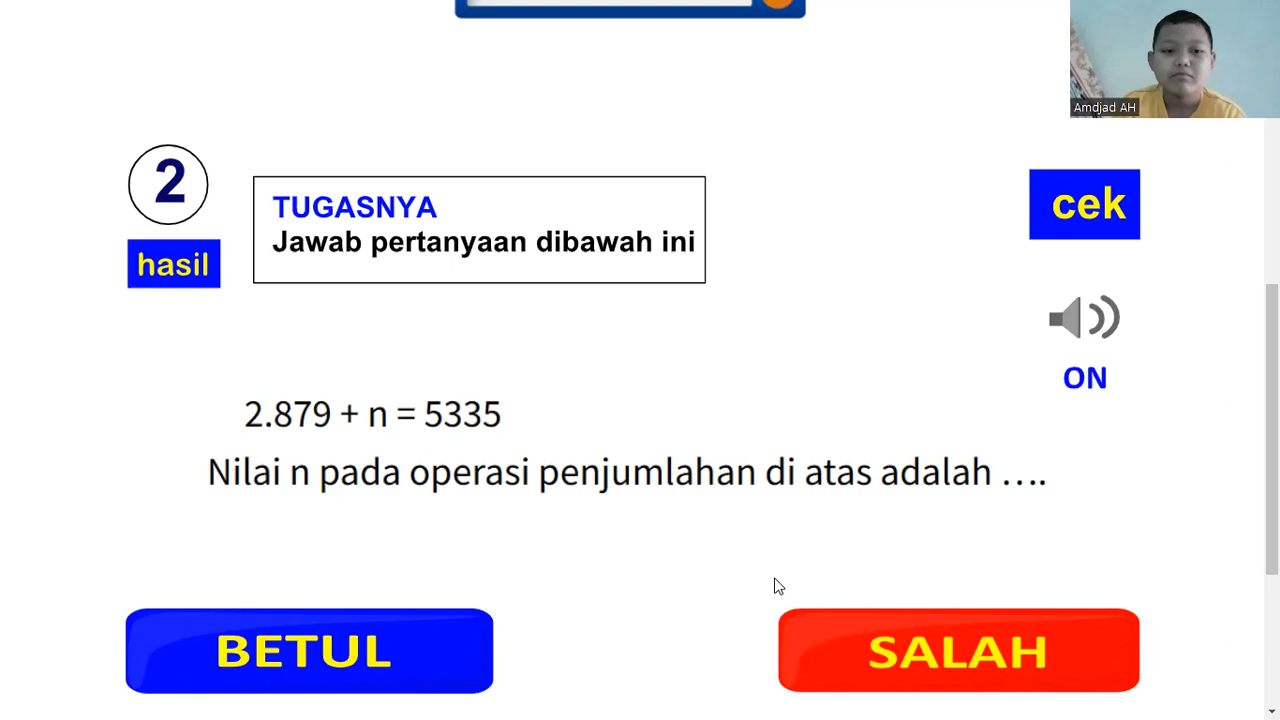 Amdjad AH
2
TUGASNYA
Jawab pertanyaan dibawah ini
cek
hasil
ON
2.879 + n = 5335
Nilai n pada operasi penjumlahan di atas adalah ....
BETUL
SALAH